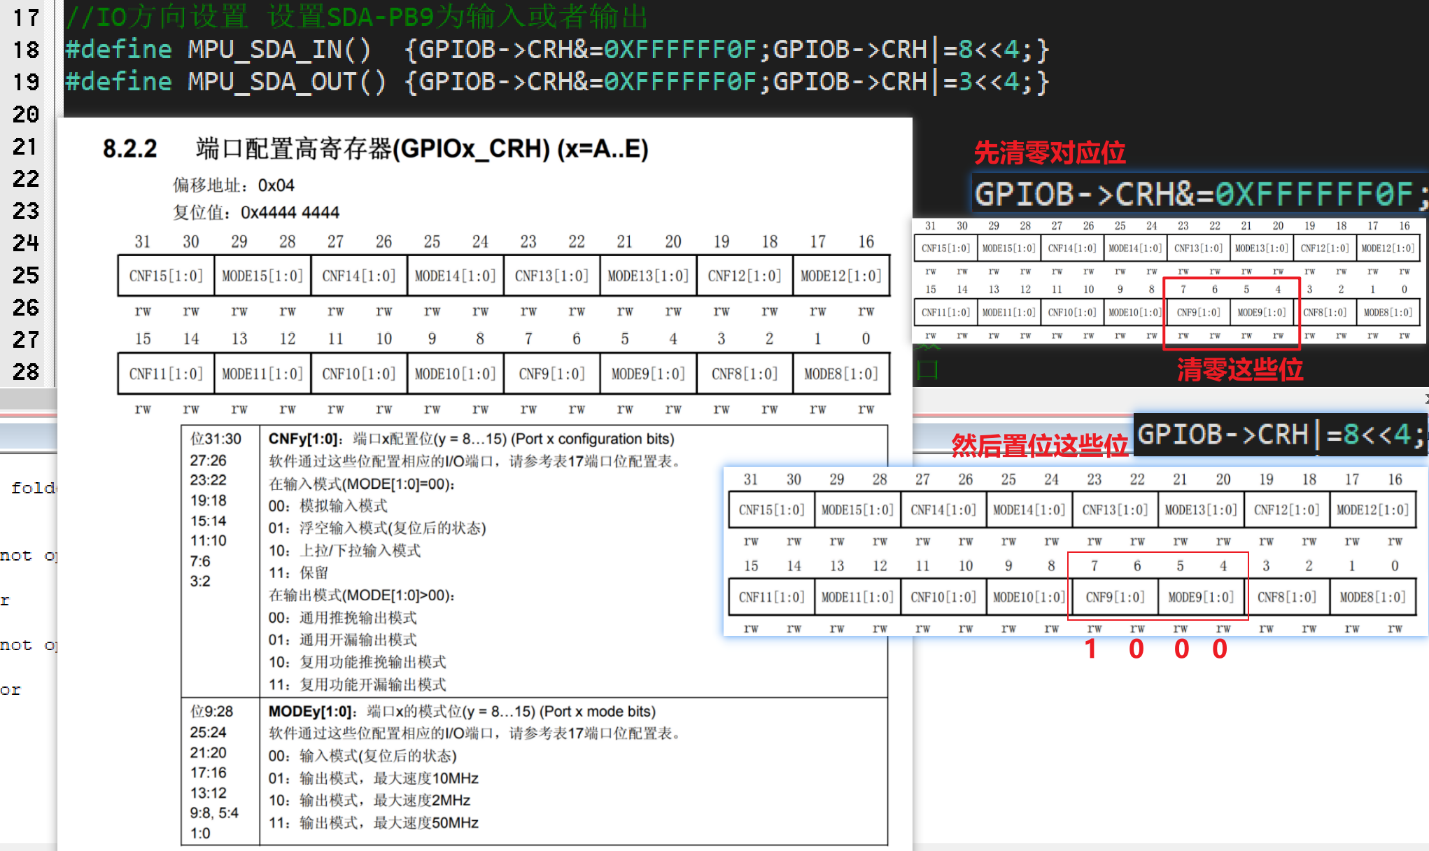 17 //IO方向设置 设置SDA-PB9为输入或者输出
18 #define MPU_SDA_IN() {GPIOB->CRH&=0XFFFFFF0F;GPIOB->CRH|=8<<4;}
19 #define MPU_SDA_OUT() {GPIOB->CRH&=0XFFFFFF0F;GPIOB->CRH|=3<<4;}
20
21
22
23
24
25
26
27
28
8.2.2 端口配置高寄存器(GPIOx_CRH) (x=A..E)
偏移地址：0x04
复位值：0x4444 4444
31 30 29 28 27 26 25 24 23 22 21 20 19 18 17 16
CNF15[1:0] MODE15[1:0] CNF14[1:0] MODE14[1:0] CNF13[1:0] MODE13[1:0] CNF12[1:0] MODE12[1:0]
rw rw rw rw rw rw rw rw rw rw rw rw rw rw rw rw
15 14 13 12 11 10 9 8 7 6 5 4 3 2 1 0
CNF11[1:0] MODE11[1:0] CNF10[1:0] MODE10[1:0] CNF9[1:0] MODE9[1:0] CNF8[1:0] MODE8[1:0]
rw rw rw rw rw rw rw rw rw rw rw rw rw rw rw rw
位31:30
27:26
23:22
19:18
15:14
11:10
7:6
3:2
CNFy[1:0]：端口x配置位(y = 8…15) (Port x configuration bits)
软件通过这些位配置相应的I/O端口，请参考表17端口位配置表。
在输入模式(MODE[1:0]=00)：
00：模拟输入模式
01：浮空输入模式(复位后的状态)
10：上拉/下拉输入模式
11：保留
在输出模式(MODE[1:0]>00)：
00：通用推挽输出模式
01：通用开漏输出模式
10：复用功能推挽输出模式
11：复用功能开漏输出模式
位9:28
25:24
21:20
17:16
13:12
9:8, 5:4
1:0
MODEy[1:0]：端口x的模式位(y = 8…15) (Port x mode bits)
软件通过这些位配置相应的I/O端口，请参考表17端口位配置表。
00：输入模式(复位后的状态)
01：输出模式，最大速度10MHz
10：输出模式，最大速度2MHz
11：输出模式，最大速度50MHz
先清零对应位
GPIOB->CRH&=0XFFFFFF0F;
31 30 29 28 27 26 25 24 23 22 21 20 19 18 17 16
CNF15[1:0] MODE15[1:0] CNF14[1:0] MODE14[1:0] CNF13[1:0] MODE13[1:0] CNF12[1:0] MODE12[1:0]
rw rw rw rw rw rw rw rw rw rw rw rw rw rw rw rw
15 14 13 12 11 10 9 8 7 6 5 4 3 2 1 0
CNF11[1:0] MODE11[1:0] CNF10[1:0] MODE10[1:0] CNF9[1:0] MODE9[1:0] CNF8[1:0] MODE8[1:0]
rw rw rw rw rw rw rw rw rw rw rw rw rw rw rw rw
清零这些位
口
然后置位这些位 GPIOB->CRH|=8<<4;
31 30 29 28 27 26 25 24 23 22 21 20 19 18 17 16
CNF15[1:0] MODE15[1:0] CNF14[1:0] MODE14[1:0] CNF13[1:0] MODE13[1:0] CNF12[1:0] MODE12[1:0]
rw rw rw rw rw rw rw rw rw rw rw rw rw rw rw rw
15 14 13 12 11 10 9 8 7 6 5 4 3 2 1 0
CNF11[1:0] MODE11[1:0] CNF10[1:0] MODE10[1:0] CNF9[1:0] MODE9[1:0] CNF8[1:0] MODE8[1:0]
rw rw rw rw rw rw rw rw rw rw rw rw rw rw rw rw
1 0 0 0
fold
not
r
not
or